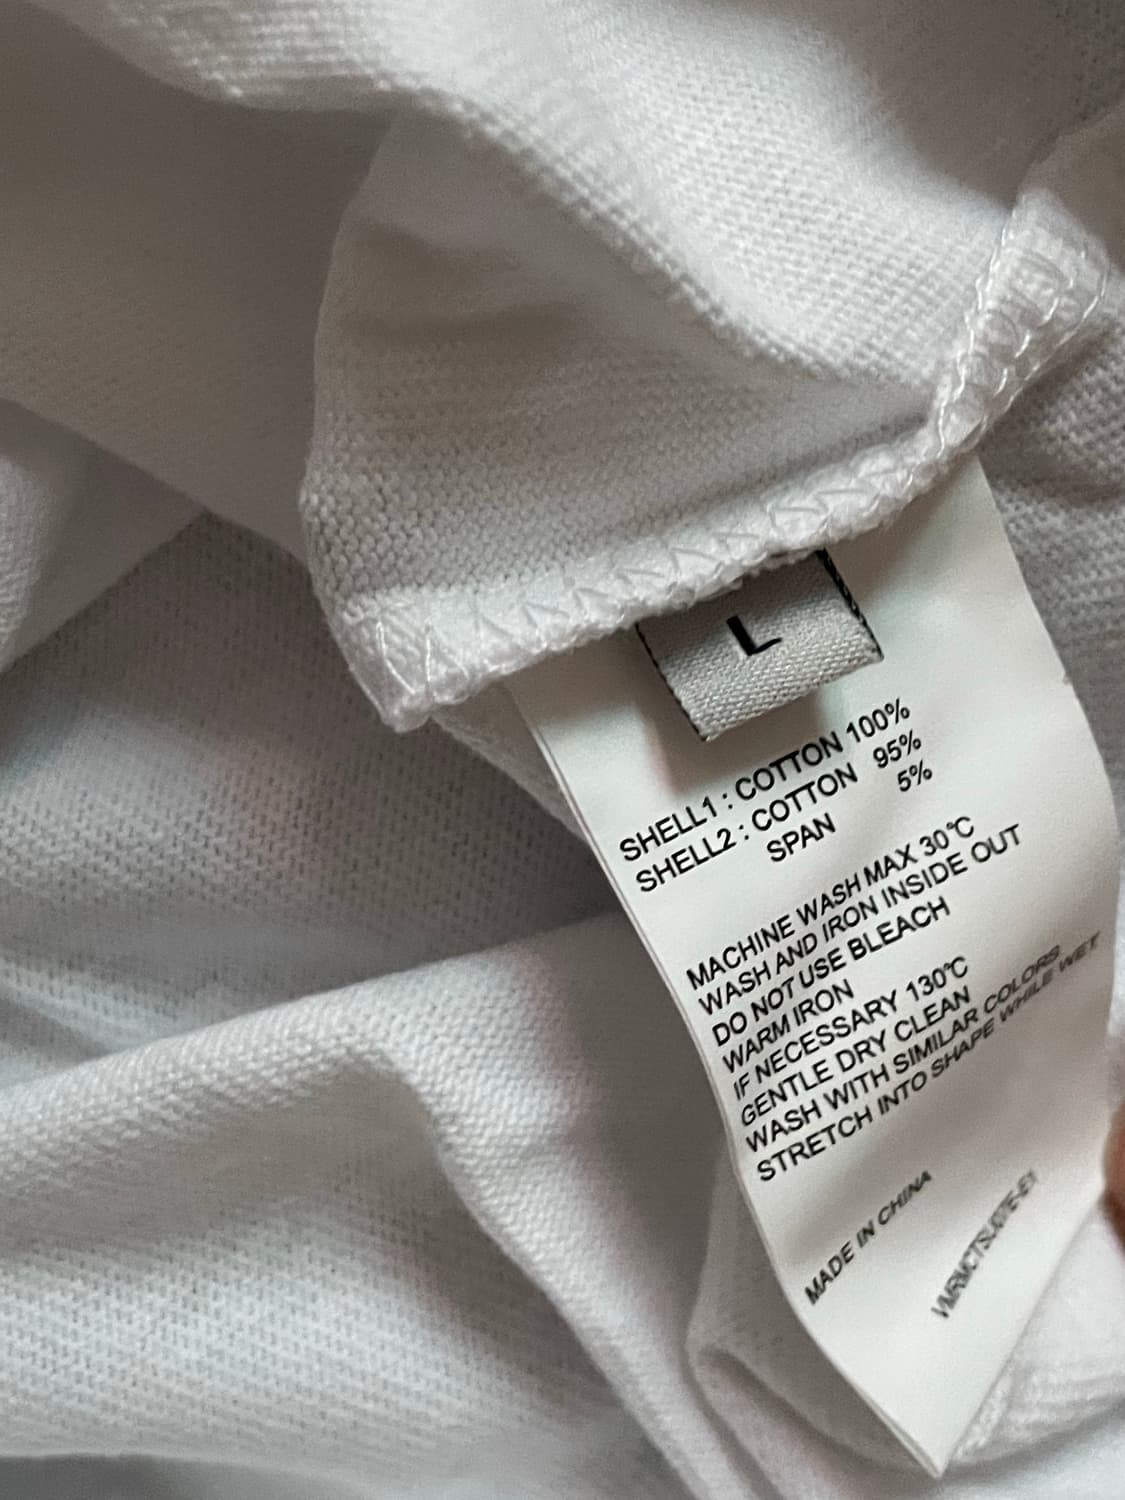 L
SHELL1 : COTTON 100%
SHELL2 : COTTON 95%
SPAN 5%
MACHINE WASH MAX 30°C
WASH AND IRON INSIDE OUT
DO NOT USE BLEACH
WARM IRON
IF NECESSARY 130°C
GENTLE DRY CLEAN
WASH WITH SIMILAR COLORS
STRETCH INTO SHAPE WHILE WET
MADE IN CHINA